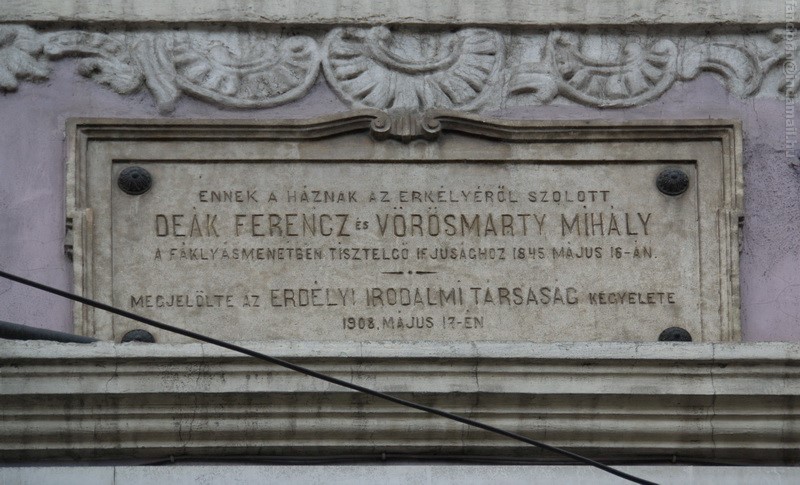 ENNEK A HÁZNAK AZ ERKÉLYÉRŐL SZOLOTT
DEÁK FERENCZ ÉS VÖRÖSMARTY MIHÁLY
A FÁKLYÁSMENETBEN TISZTELGŐ IFJUSÁGHOZ 1845 MÁJUS 16-ÁN.
MEGJELÖLTE AZ ERDÉLYI IRODALMI TÁRSASÁG KEGYELETE
1908. MÁJUS 17-ÉN